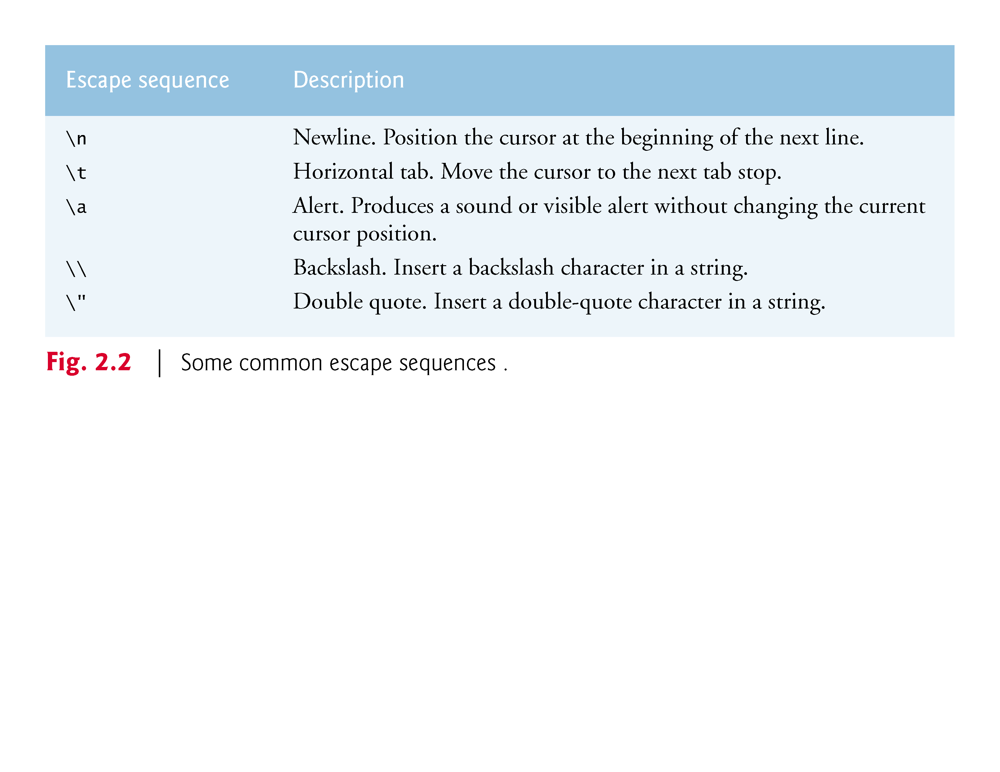 Escape sequence Description
\n Newline. Position the cursor at the beginning of the next line.
\t Horizontal tab. Move the cursor to the next tab stop.
\a Alert. Produces a sound or visible alert without changing the current
cursor position.
\\ Backslash. Insert a backslash character in a string.
\" Double quote. Insert a double-quote character in a string.
Fig. 2.2 | Some common escape sequences .